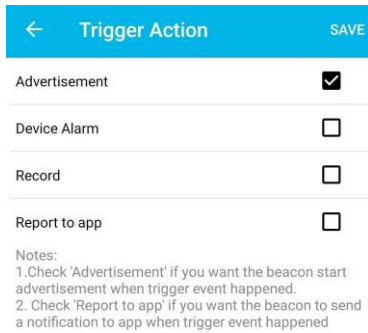 Trigger Action SAVE
Advertisement
Device Alarm
Record
Report to app
Notes:
1.Check 'Advertisement' if you want the beacon start
advertisement when trigger event happened.
2. Check 'Report to app' if you want the beacon to send
a notification to app when trigger event happened